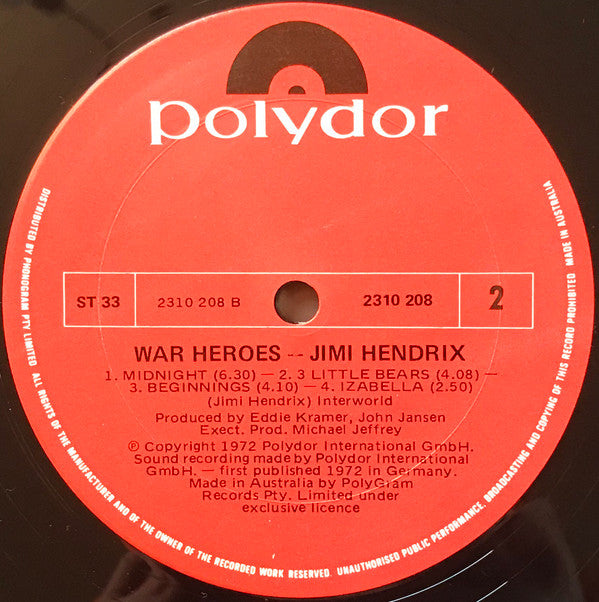 polydor
ST 33
2310 208 B
2310 208
2
WAR HEROES -- JIMI HENDRIX
1. MIDNIGHT (6.30) — 2. 3 LITTLE BEARS (4.08) —
3. BEGINNINGS (4.10) — 4. IZABELLA (2.50)
(Jimi Hendrix) Interworld
Produced by Eddie Kramer, John Jansen
Exect. Prod. Michael Jeffrey
℗ Copyright 1972 Polydor International GmbH.
Sound recording made by Polydor International
GmbH. — first published 1972 in Germany.
Made in Australia by PolyGram
Records Pty. Limited under
exclusive licence
DISTRIBUTED BY PHONOGRAM PTY. LIMITED. ALL RIGHTS OF THE MANUFACTURER AND OF THE OWNER OF THE RECORDED WORK RESERVED. UNAUTHORISED PUBLIC PERFORMANCE, BROADCASTING AND COPYING OF THIS RECORD PROHIBITED. MADE IN AUSTRALIA